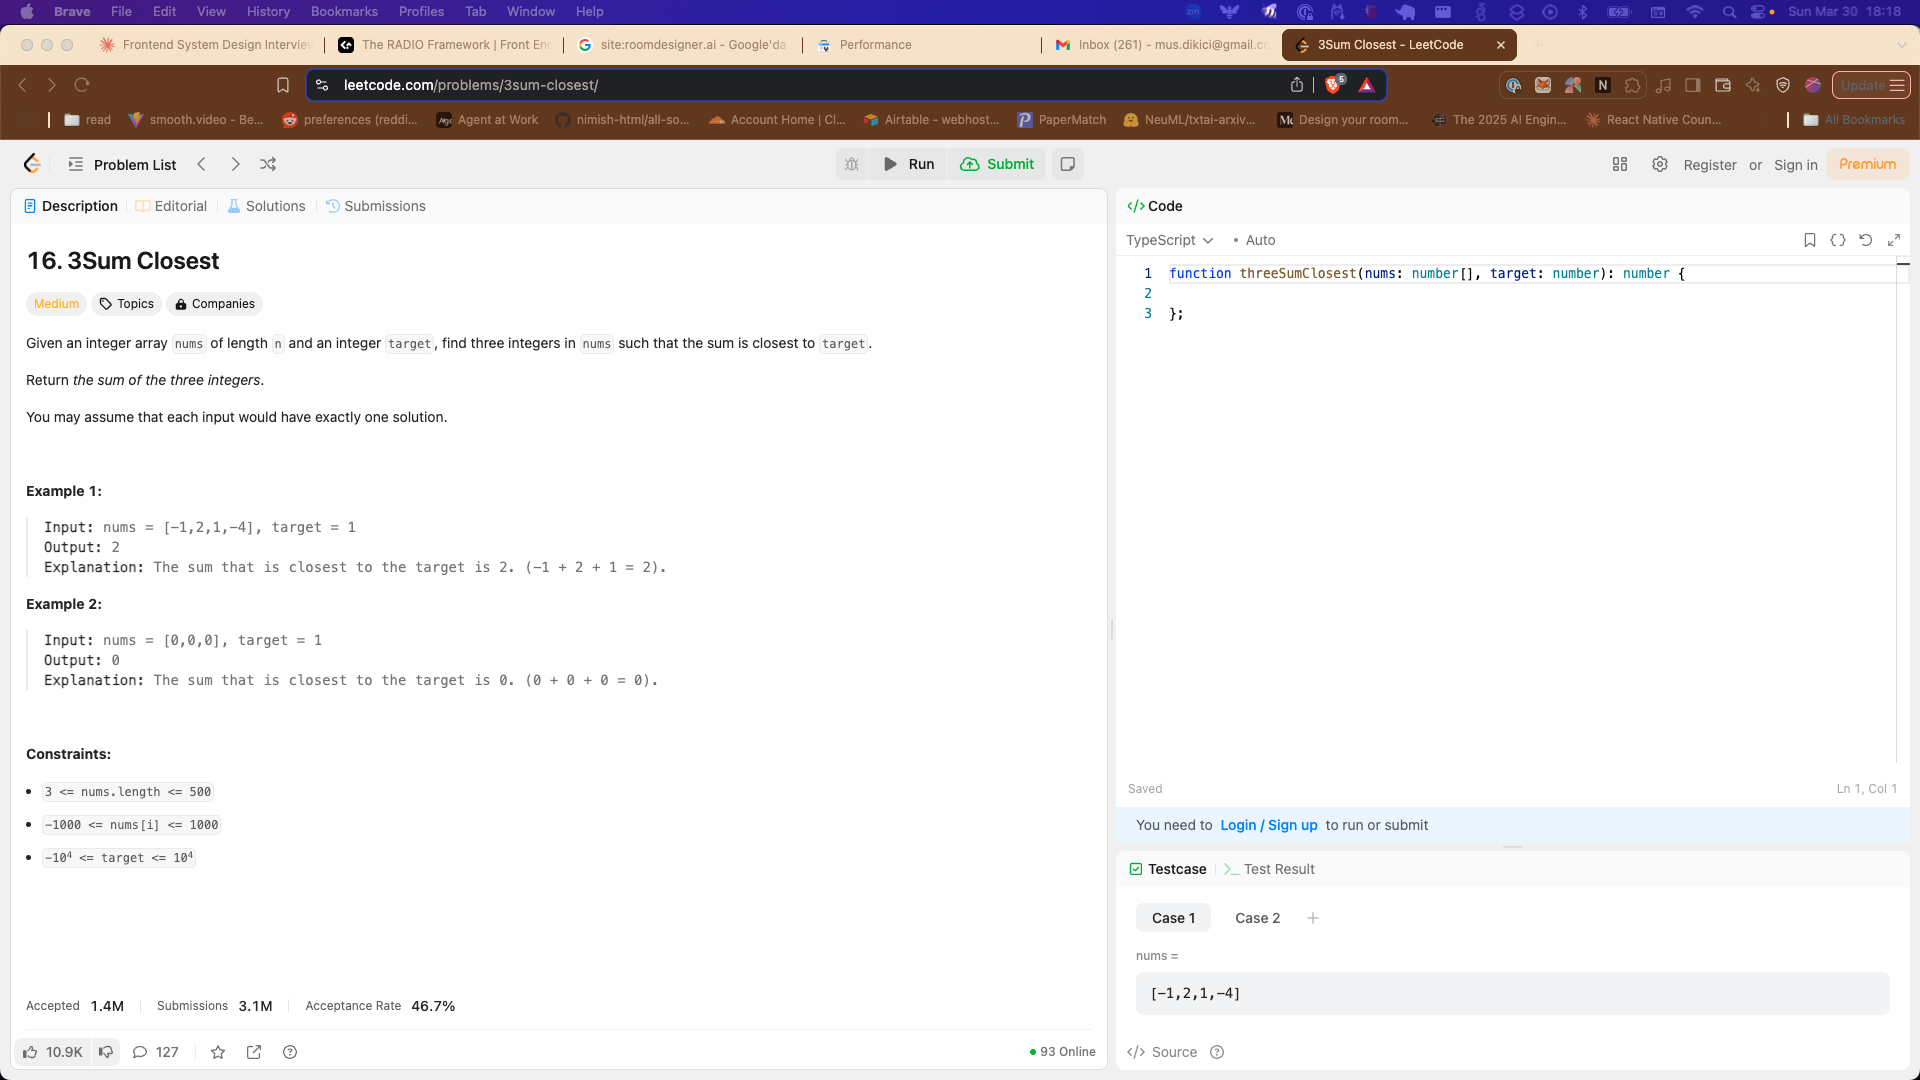 Brave File Edit View History Bookmarks Profiles Tab Window Help
Sun Mar 30 18:18
Frontend System Design Interview
The RADIO Framework | Front End
site:roomdesigner.ai - Google'da
Performance
Inbox (261) - mus.dikici@gmail.co
3Sum Closest - LeetCode
leetcode.com/problems/3sum-closest/
5
Update
read
smooth.video - Be...
preferences (reddi...
Agent at Work
nimish-html/all-so...
Account Home | Cl...
Airtable - webhost...
PaperMatch
NeuML/txtai-arxiv...
Design your room...
The 2025 AI Engin...
React Native Coun...
All Bookmarks
Problem List
Run
Submit
Register or Sign in
Premium
Description
Editorial
Solutions
Submissions
16. 3Sum Closest
Medium
Topics
Companies
Given an integer array nums of length n and an integer target, find three integers in nums such that the sum is closest to target.
Return the sum of the three integers.
You may assume that each input would have exactly one solution.
Example 1:
Input: nums = [-1,2,1,-4], target = 1
Output: 2
Explanation: The sum that is closest to the target is 2. (-1 + 2 + 1 = 2).
Example 2:
Input: nums = [0,0,0], target = 1
Output: 0
Explanation: The sum that is closest to the target is 0. (0 + 0 + 0 = 0).
Constraints:
3 <= nums.length <= 500
-1000 <= nums[i] <= 1000
-10⁴ <= target <= 10⁴
Accepted 1.4M
Submissions 3.1M
Acceptance Rate 46.7%
10.9K
127
93 Online
</> Code
TypeScript
• Auto
1 function threeSumClosest(nums: number[], target: number): number {
2
3 };
Saved
Ln 1, Col 1
You need to Login / Sign up to run or submit
Testcase
>_ Test Result
Case 1
Case 2
+
nums =
[-1,2,1,-4]
</> Source